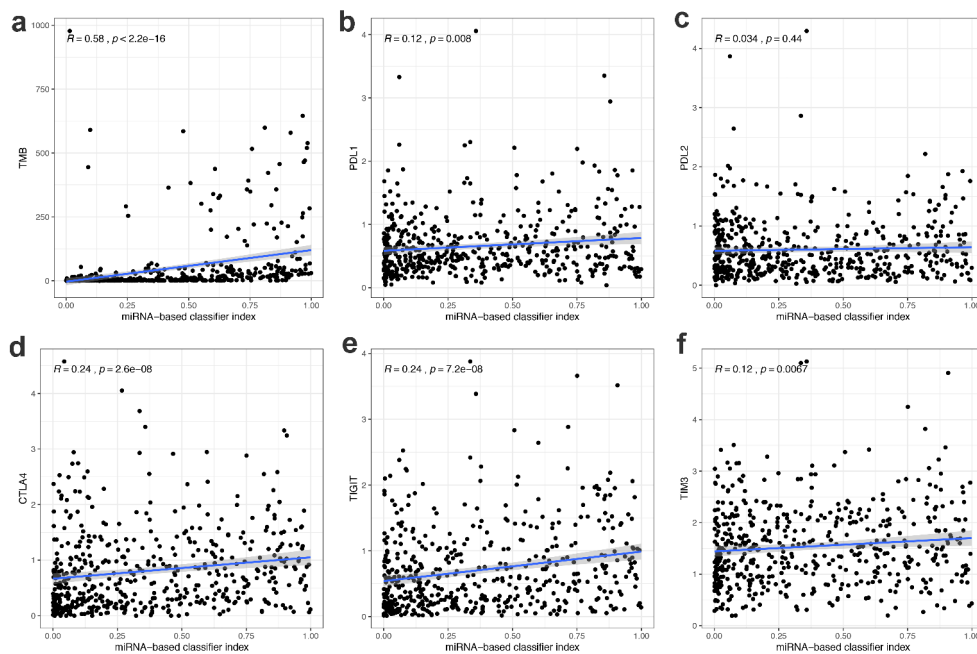 a
R = 0.58 , p < 2.2e−16
1000
750
500
250
0
TMB
0.00 0.25 0.50 0.75 1.00
miRNA−based classifier index
b
R = 0.12 , p = 0.008
4
3
2
1
0
PDL1
0.00 0.25 0.50 0.75 1.00
miRNA−based classifier index
c
R = 0.034 , p = 0.44
4
3
2
1
0
PDL2
0.00 0.25 0.50 0.75 1.00
miRNA−based classifier index
d
R = 0.24 , p = 2.6e−08
4
3
2
1
0
CTLA4
0.00 0.25 0.50 0.75 1.00
miRNA−based classifier index
e
R = 0.24 , p = 7.2e−08
4
3
2
1
0
TIGIT
0.00 0.25 0.50 0.75 1.00
miRNA−based classifier index
f
R = 0.12 , p = 0.0067
5
4
3
2
1
0
TIM3
0.00 0.25 0.50 0.75 1.00
miRNA−based classifier index